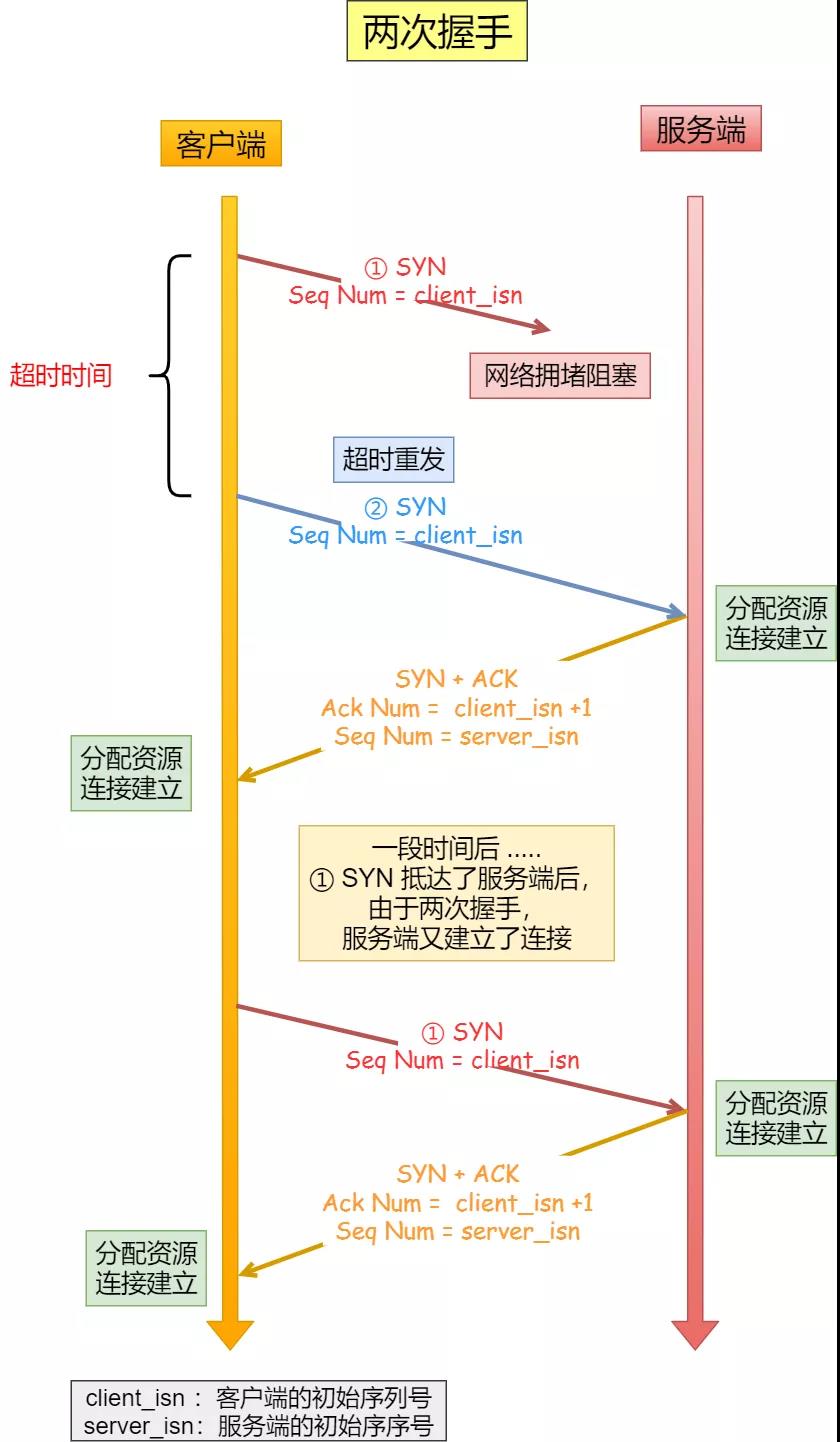 两次握手
客户端
服务端
① SYN
Seq Num = client_isn
网络拥堵阻塞
超时时间
超时重发
② SYN
Seq Num = client_isn
分配资源
连接建立
SYN + ACK
Ack Num = client_isn +1
Seq Num = server_isn
分配资源
连接建立
一段时间后 .....
① SYN 抵达了服务端后，
由于两次握手，
服务端又建立了连接
① SYN
Seq Num = client_isn
分配资源
连接建立
SYN + ACK
Ack Num = client_isn +1
Seq Num = server_isn
分配资源
连接建立
client_isn ：客户端的初始序列号
server_isn：服务端的初始序序号